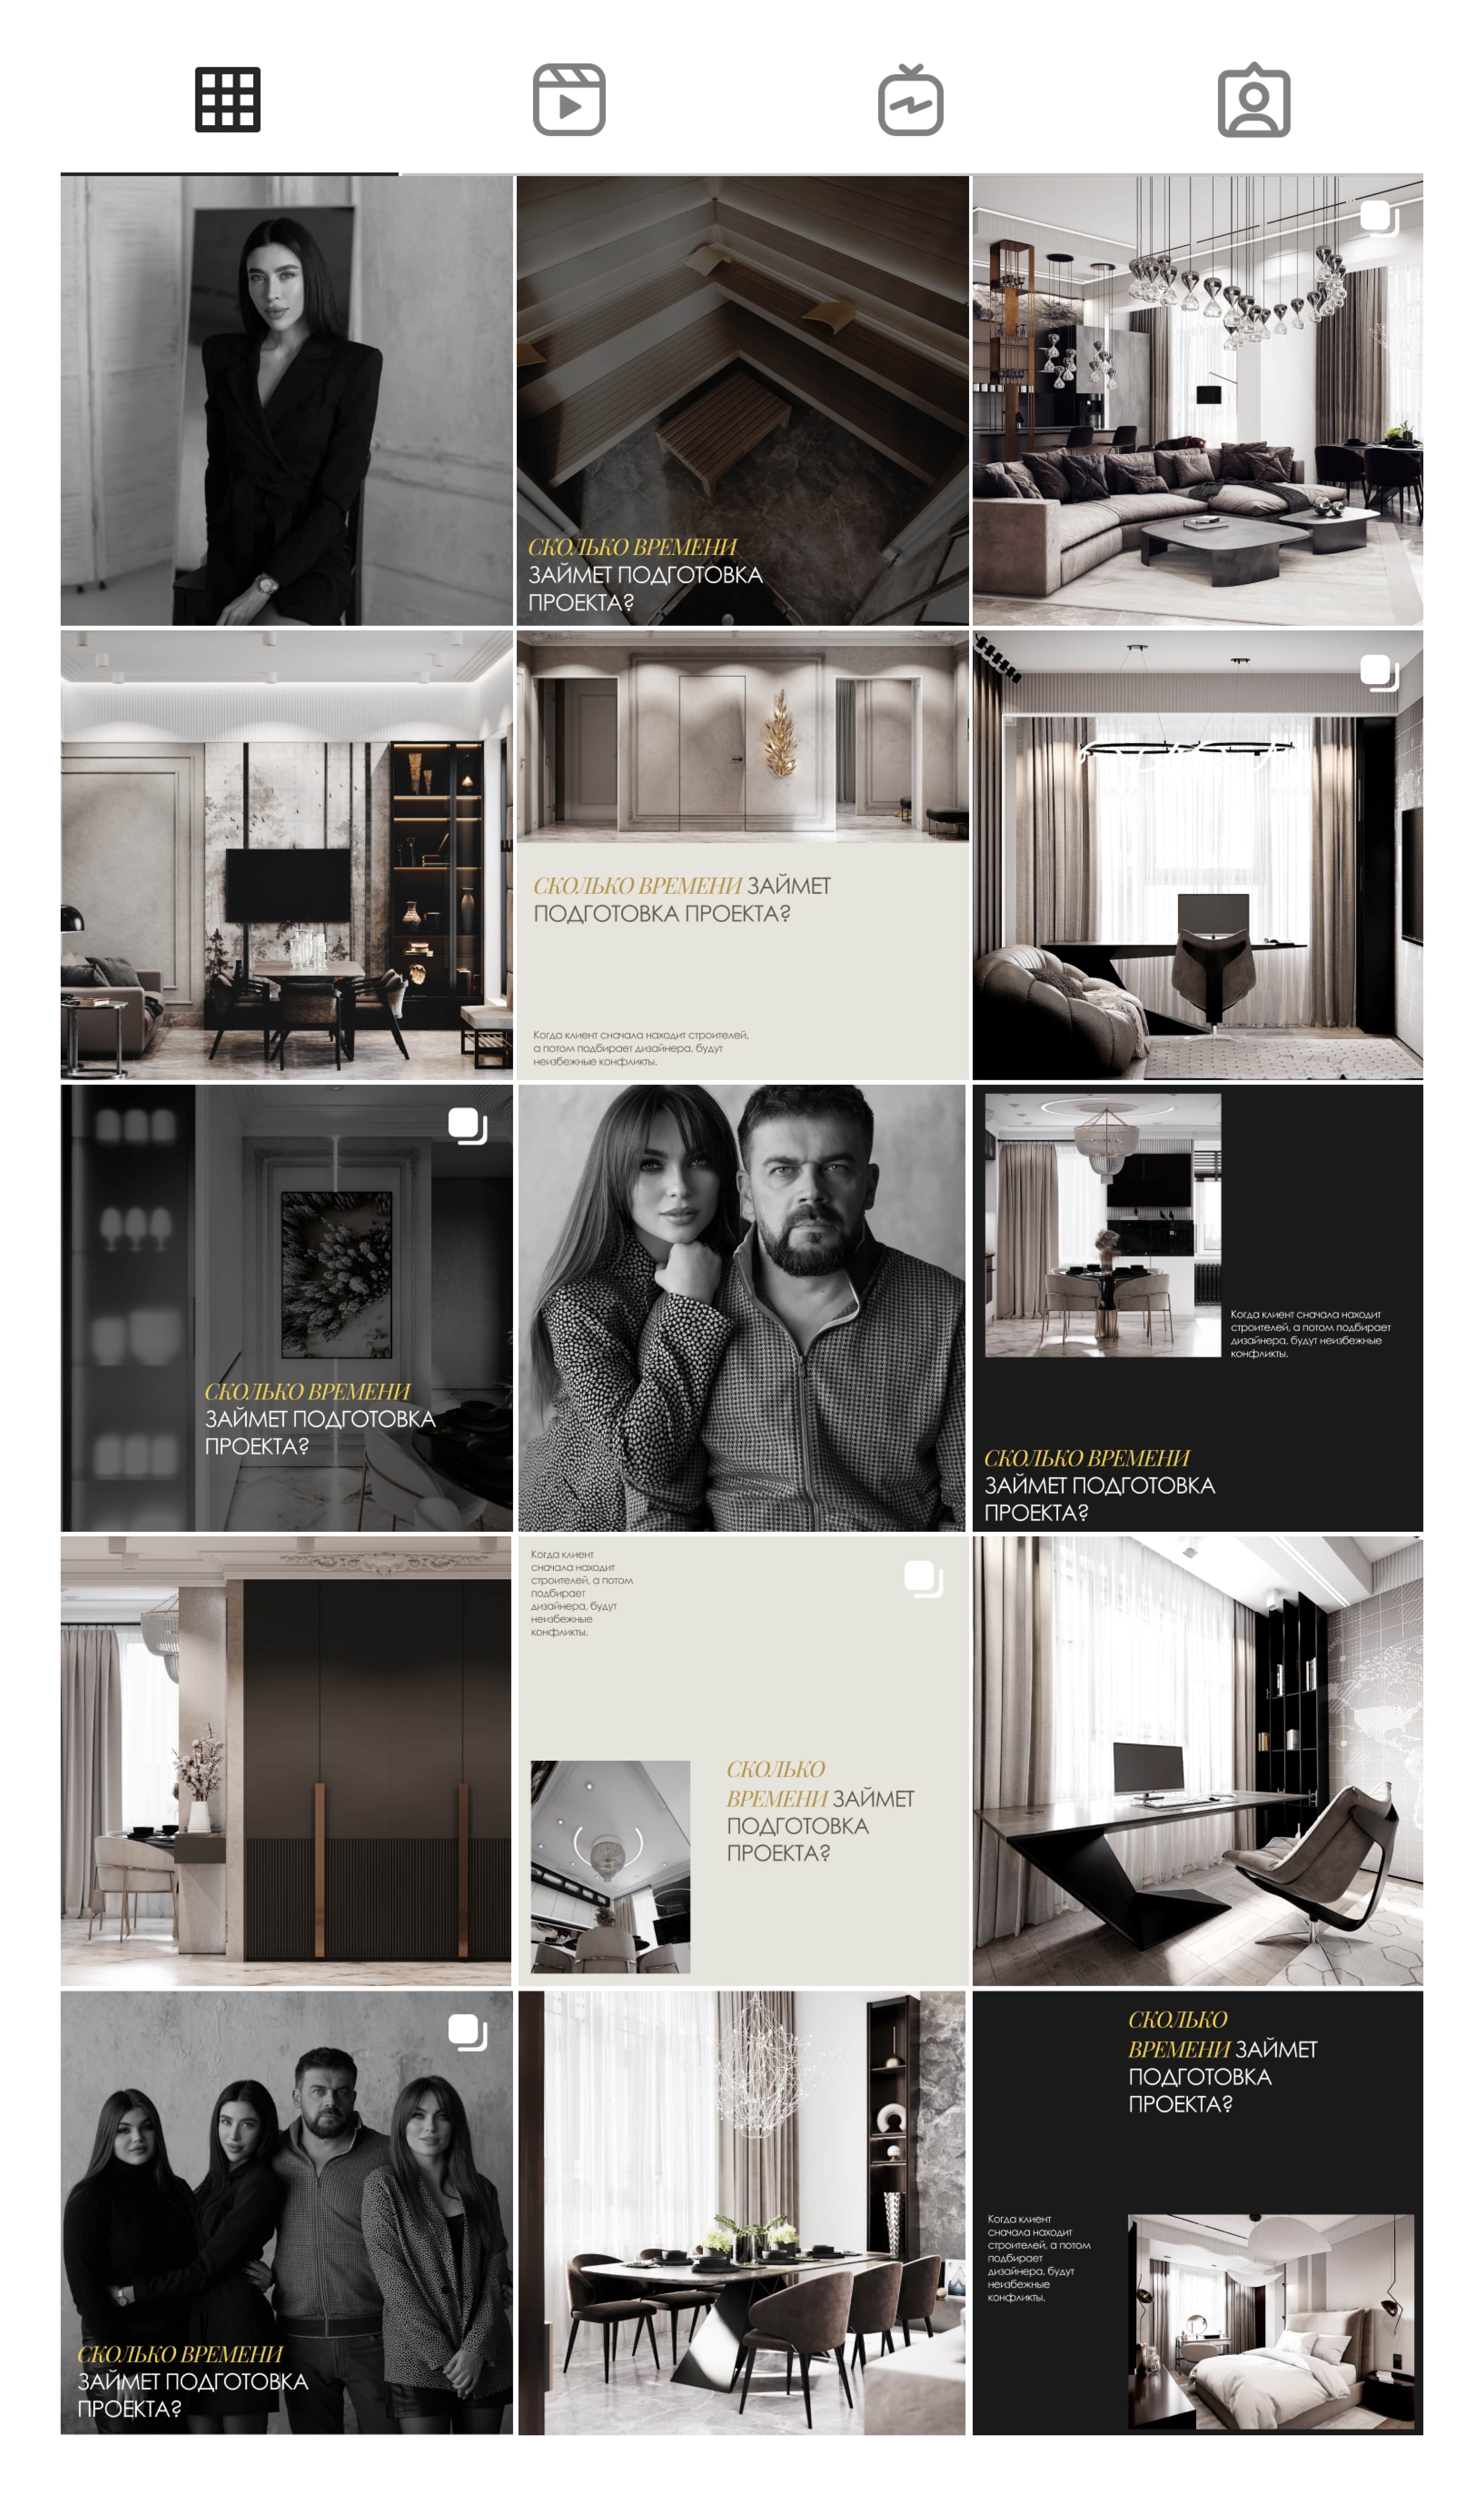 СКОЛЬКО ВРЕМЕНИ
ЗАЙМЕТ ПОДГОТОВКА
ПРОЕКТА?
СКОЛЬКО ВРЕМЕНИ ЗАЙМЕТ
ПОДГОТОВКА ПРОЕКТА?
Когда клиент сначала находит строителей,
а потом подбирает дизайнера, будут
неизбежные конфликты.
СКОЛЬКО ВРЕМЕНИ
ЗАЙМЕТ ПОДГОТОВКА
ПРОЕКТА?
Когда клиент сначала находит
строителей, а потом подбирает
дизайнера, будут неизбежные
конфликты.
СКОЛЬКО ВРЕМЕНИ
ЗАЙМЕТ ПОДГОТОВКА
ПРОЕКТА?
Когда клиент
сначала находит
строителей, а потом
подбирает
дизайнера, будут
неизбежные
конфликты.
СКОЛЬКО
ВРЕМЕНИ ЗАЙМЕТ
ПОДГОТОВКА
ПРОЕКТА?
СКОЛЬКО ВРЕМЕНИ
ЗАЙМЕТ ПОДГОТОВКА
ПРОЕКТА?
СКОЛЬКО
ВРЕМЕНИ ЗАЙМЕТ
ПОДГОТОВКА
ПРОЕКТА?
Когда клиент
сначала находит
строителей, а потом
подбирает
дизайнера, будут
неизбежные
конфликты.